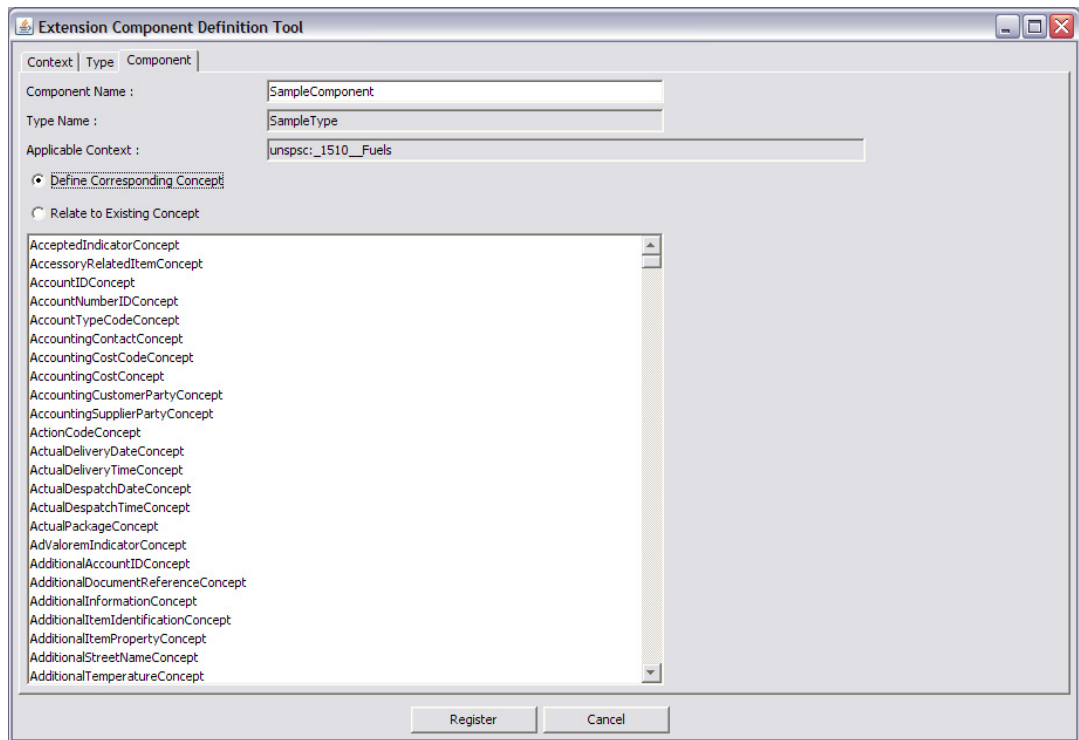 Extension Component Definition Tool
Context Type Component
Component Name : SampleComponent
Type Name : SampleType
Applicable Context : unspsc:_1510__Fuels
Define Corresponding Concept
Relate to Existing Concept
AcceptedIndicatorConcept
AccessoryRelatedItemConcept
AccountIDConcept
AccountNumberIDConcept
AccountTypeCodeConcept
AccountingContactConcept
AccountingCostCodeConcept
AccountingCostConcept
AccountingCustomerPartyConcept
AccountingSupplierPartyConcept
ActionCodeConcept
ActualDeliveryDateConcept
ActualDeliveryTimeConcept
ActualDespatchDateConcept
ActualDespatchTimeConcept
ActualPackageConcept
AdValoremIndicatorConcept
AdditionalAccountIDConcept
AdditionalDocumentReferenceConcept
AdditionalInformationConcept
AdditionalItemIdentificationConcept
AdditionalItemPropertyConcept
AdditionalStreetNameConcept
AdditionalTemperatureConcept
Register Cancel